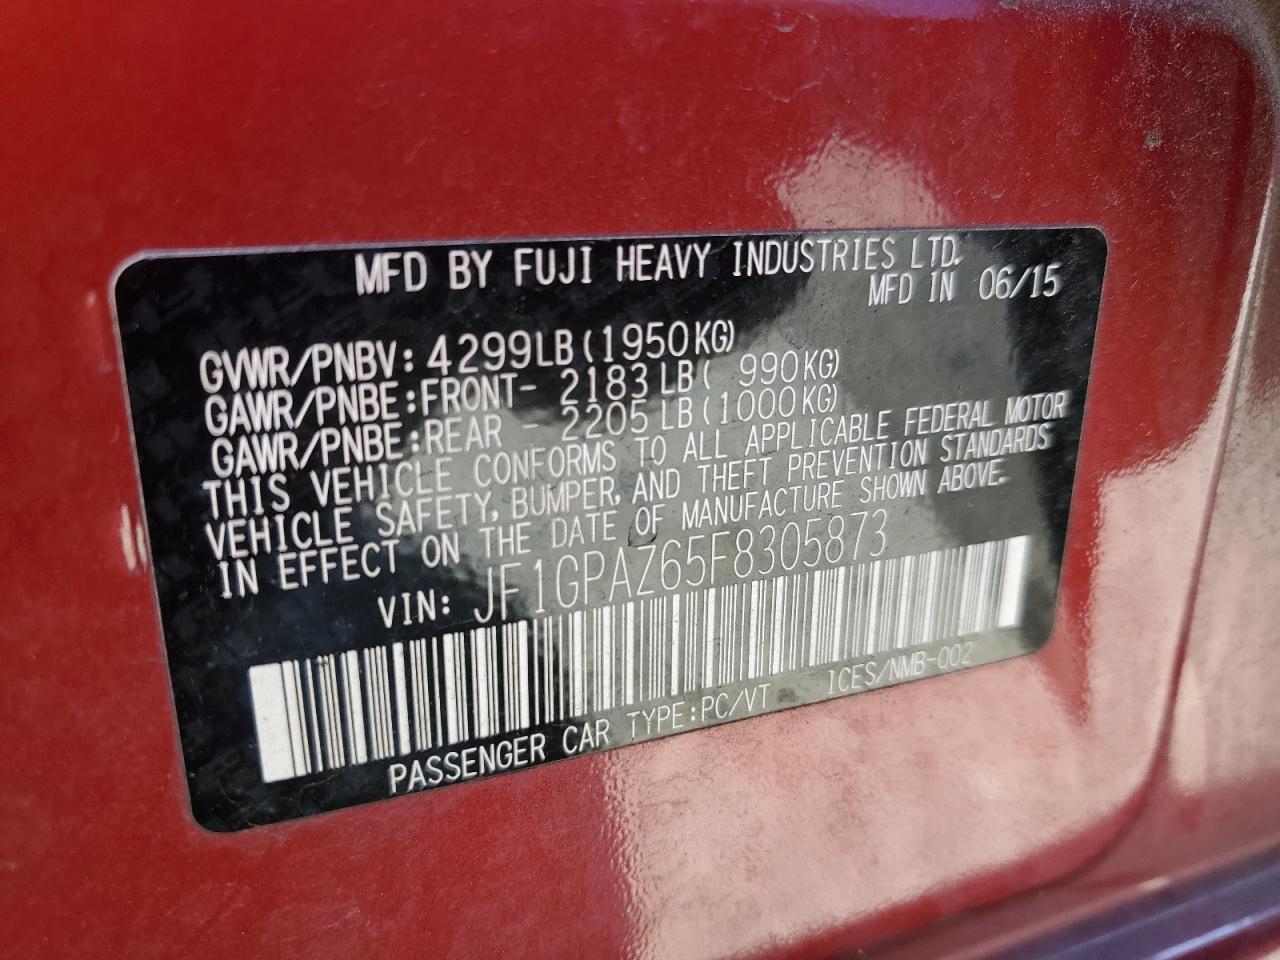 MFD BY FUJI HEAVY INDUSTRIES LTD.
MFD IN 06/15
GVWR/PNBV: 4299LB(1950KG)
GAWR/PNBE:FRONT- 2183LB( 990KG)
GAWR/PNBE:REAR - 2205LB(1000KG)
THIS VEHICLE CONFORMS TO ALL APPLICABLE FEDERAL MOTOR
VEHICLE SAFETY, BUMPER, AND THEFT PREVENTION STANDARDS
IN EFFECT ON THE DATE OF MANUFACTURE SHOWN ABOVE.
VIN: JF1GPAZ65F8305873
PASSENGER CAR TYPE:PC/VT ICES/NMB-002